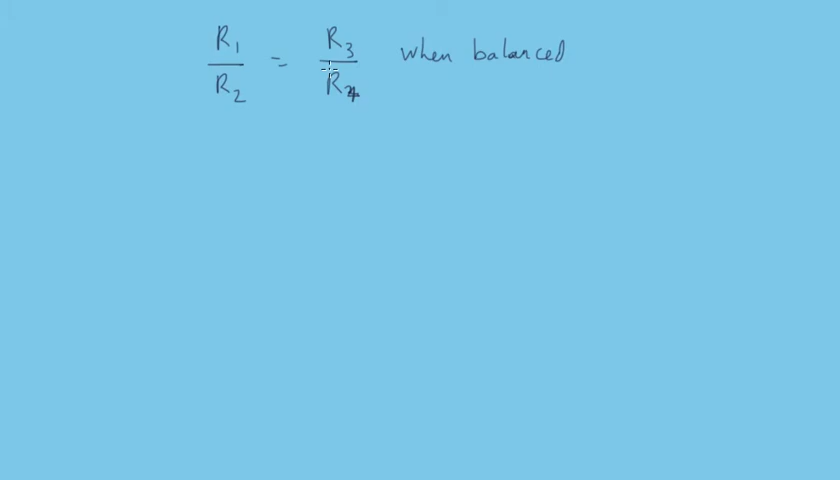 R₁/R₂ = R₃/R₄ when balanced